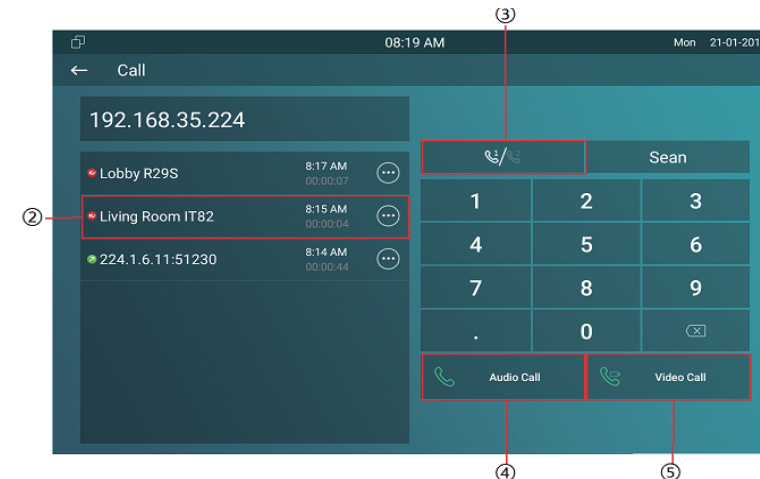 ③
08:19 AM
Mon 21-01-201
← Call
192.168.35.224
Lobby R29S 8:17 AM
00:00:07
② Living Room IT82 8:15 AM
00:00:04
224.1.6.11:51230 8:14 AM
00:00:44
1/2 Sean
1 2 3
4 5 6
7 8 9
. 0
Audio Call Video Call
④ ⑤